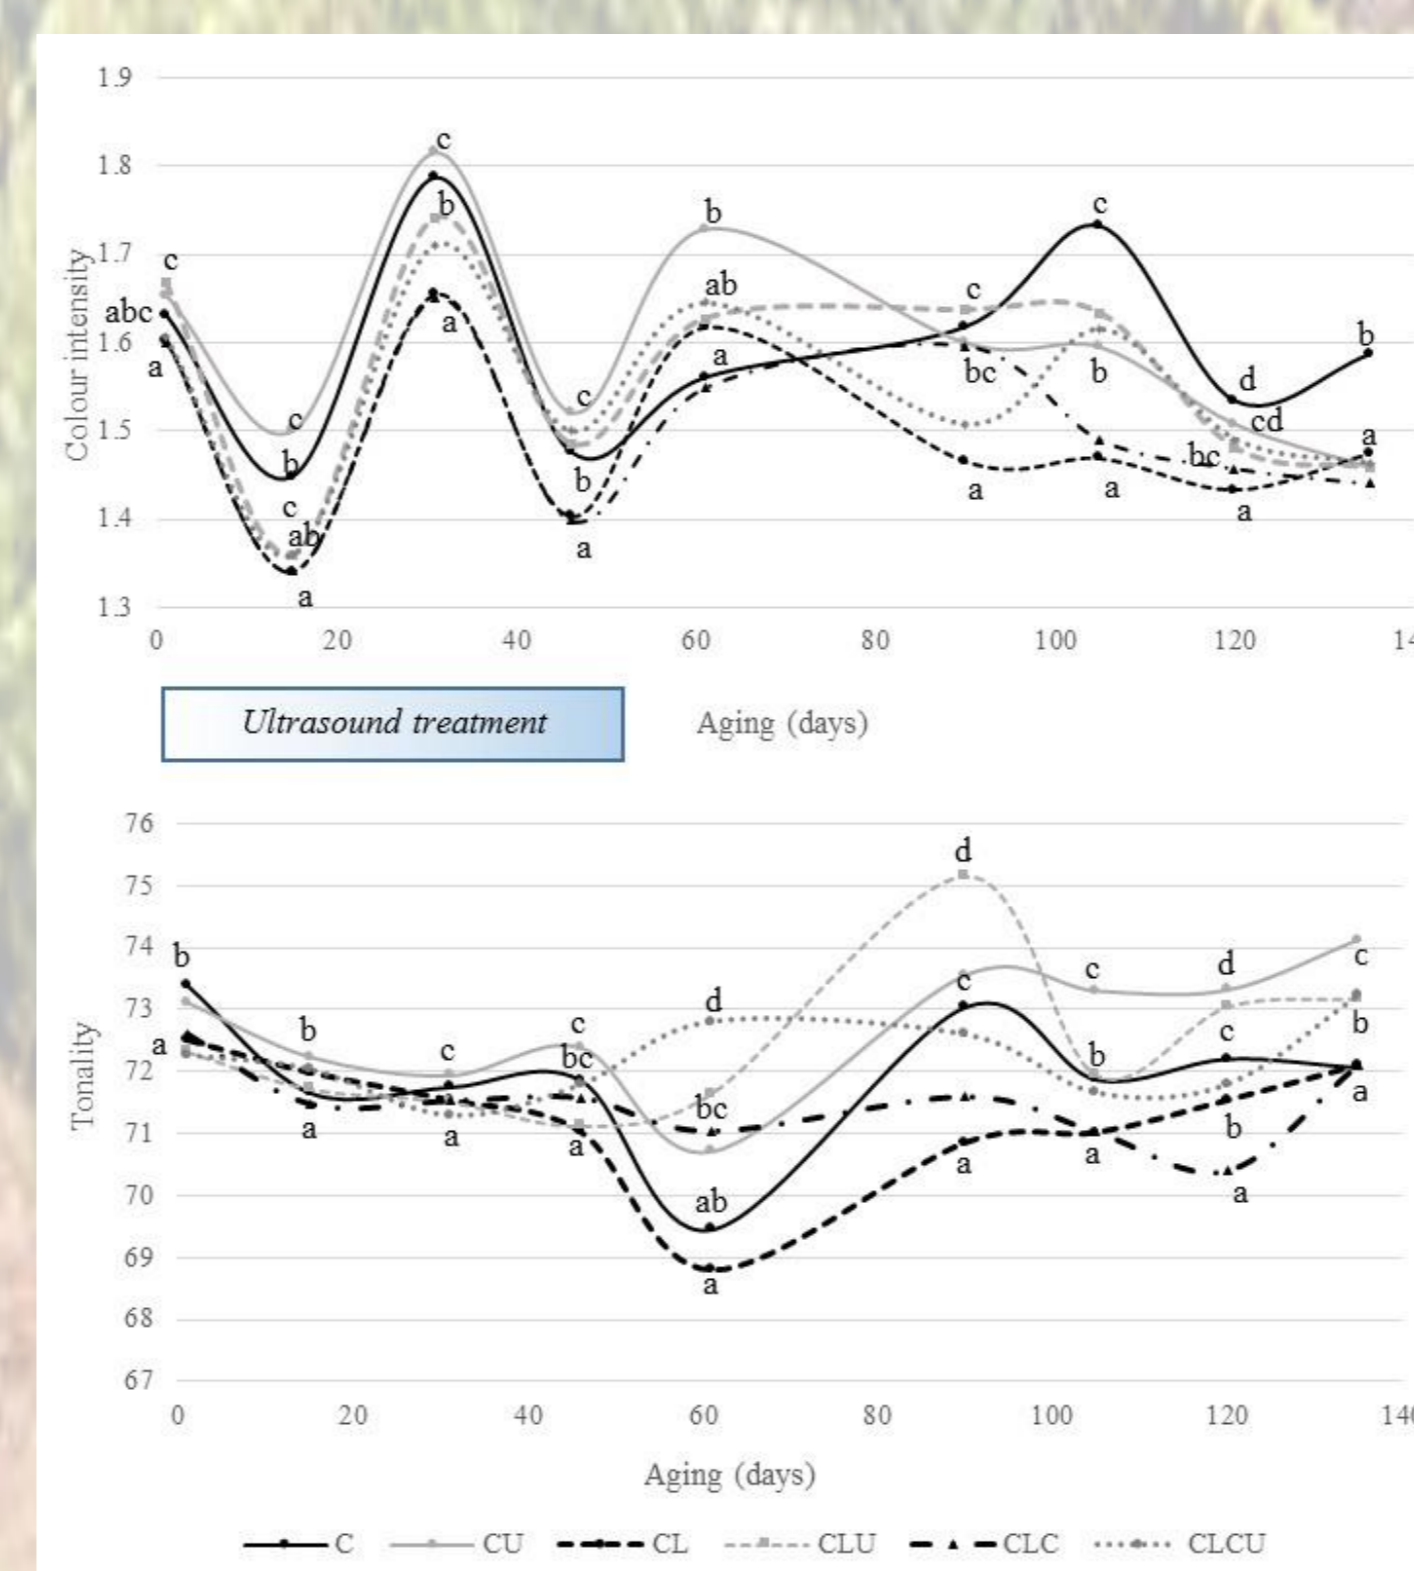 1.9
1.8
1.7
1.6
1.5
1.4
1.3
Colour intensity
c
abc
a
c
b
c
ab
a
c
b
a
c
b
a
b
ab
a
c
bc
a
c
b
a
d
cd
bc
a
b
a
0 20 40 60 80 100 120 14
Ultrasound treatment
Aging (days)
76
75
74
73
72
71
70
69
68
67
Tonality
b
a
b
a
c
a
c
bc
a
d
bc
ab
a
d
c
a
c
b
a
d
c
b
a
c
b
a
0 20 40 60 80 100 120 140
Aging (days)
C CU CL CLU CLC CLCU